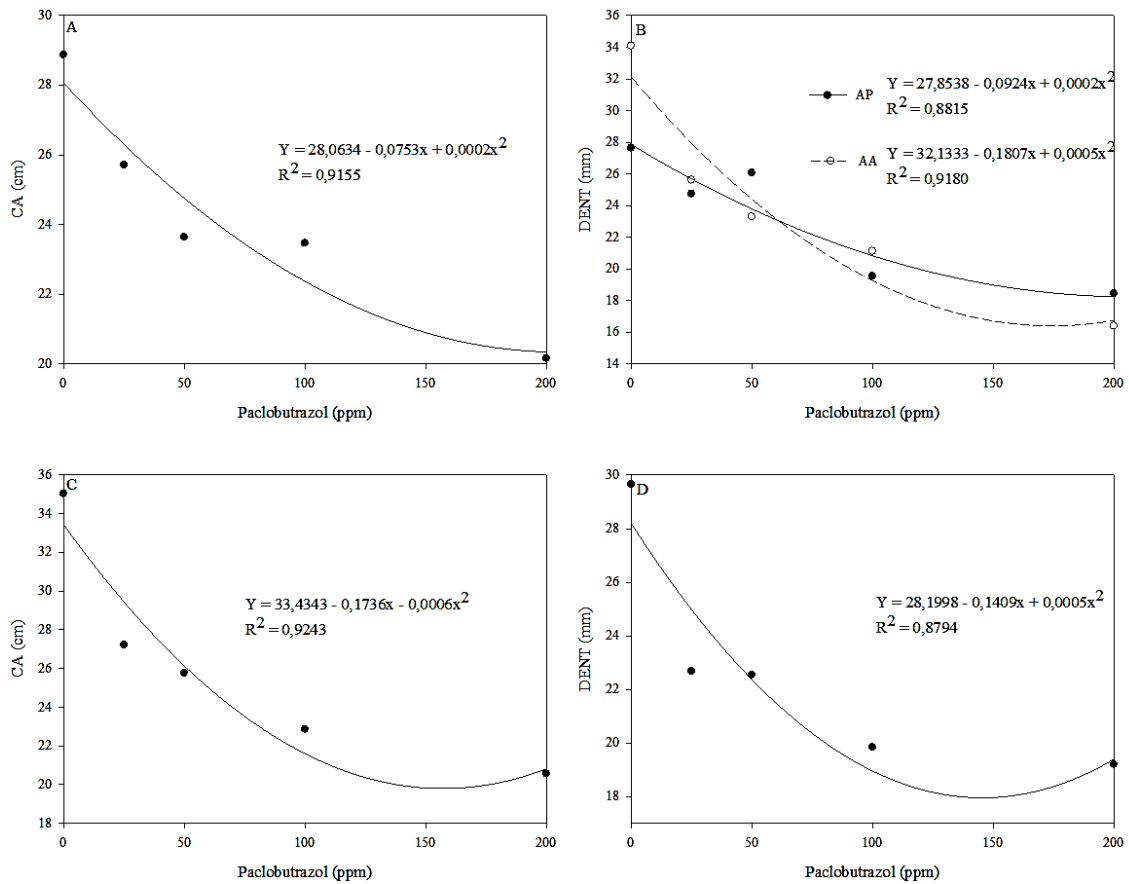 A
30
28
26
24
22
20
CA (cm)
Y = 28,0634 - 0,0753x + 0,0002x²
R² = 0,9155
0 50 100 150 200
Paclobutrazol (ppm)
B
36
34
32
30
28
26
24
22
20
18
16
14
DENT (mm)
AP Y = 27,8538 - 0,0924x + 0,0002x²
R² = 0,8815
AA Y = 32,1333 - 0,1807x + 0,0005x²
R² = 0,9180
0 50 100 150 200
Paclobutrazol (ppm)
C
36
34
32
30
28
26
24
22
20
18
CA (cm)
Y = 33,4343 - 0,1736x - 0,0006x²
R² = 0,9243
0 50 100 150 200
Paclobutrazol (ppm)
D
30
28
26
24
22
20
18
DENT (mm)
Y = 28,1998 - 0,1409x + 0,0005x²
R² = 0,8794
0 50 100 150 200
Paclobutrazol (ppm)